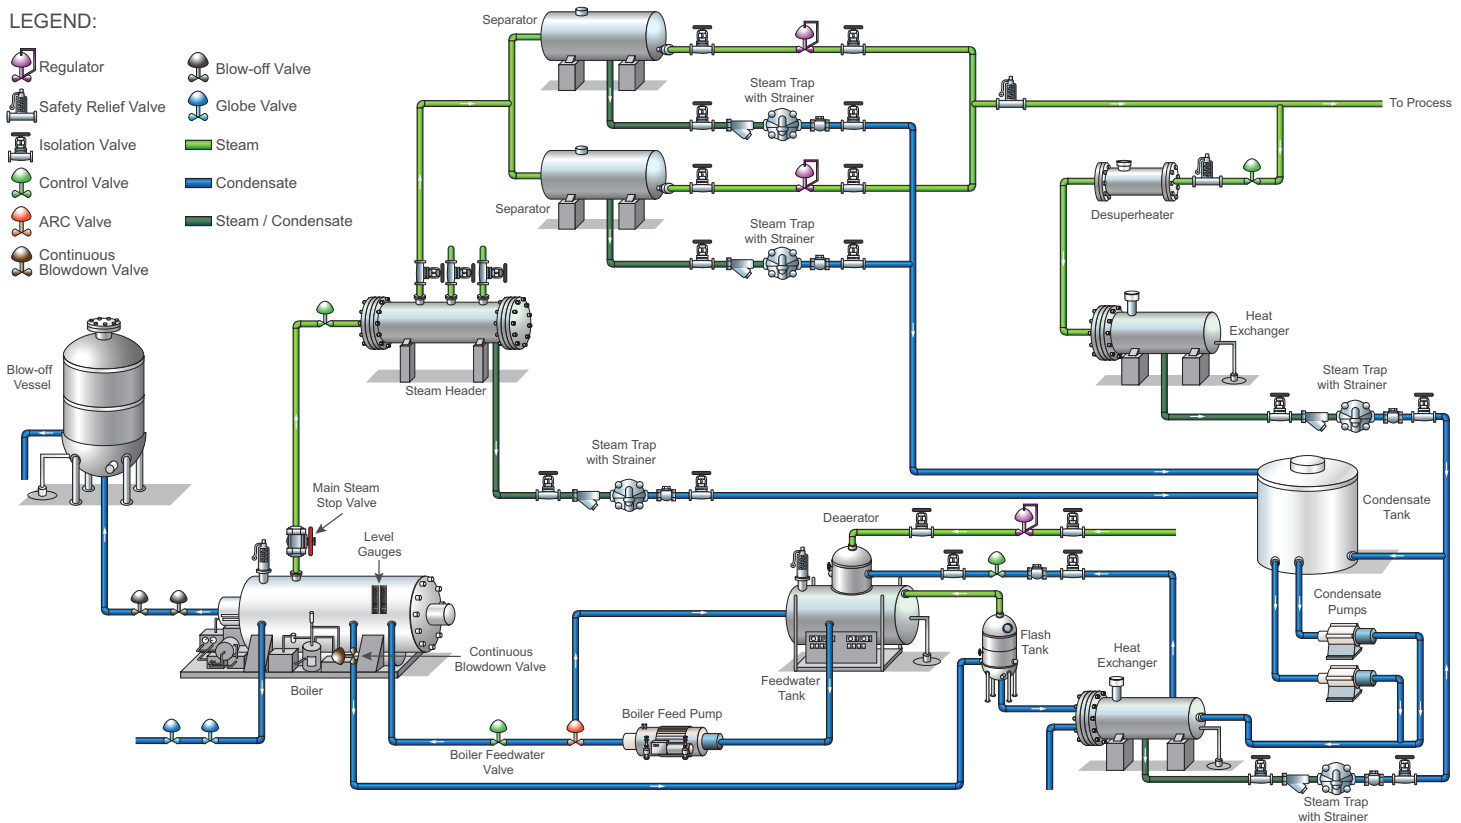 LEGEND:
Regulator
Safety Relief Valve
Isolation Valve
Control Valve
ARC Valve
Continuous
Blowdown Valve
Blow-off Valve
Globe Valve
Steam
Condensate
Steam / Condensate
Separator
Steam Trap
with Strainer
To Process
Separator
Steam Trap
with Strainer
Desuperheater
Heat
Exchanger
Blow-off
Vessel
Steam Header
Steam Trap
with Strainer
Steam Trap
with Strainer
Main Steam
Stop Valve
Level
Gauges
Deaerator
Condensate
Tank
Condensate
Pumps
Flash
Tank
Heat
Exchanger
Continuous
Blowdown Valve
Boiler
Feedwater
Tank
Boiler Feed Pump
Boiler Feedwater
Valve
Steam Trap
with Strainer